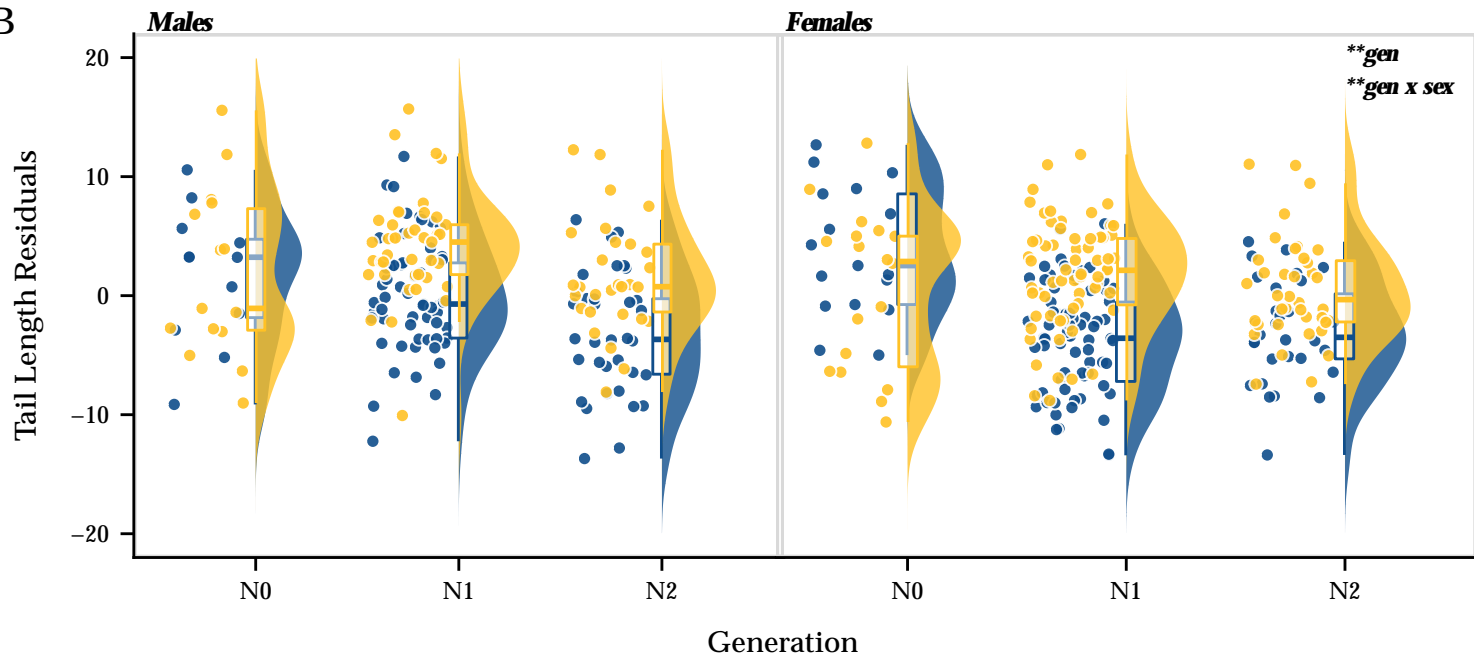 B
Males
Females
**gen
**gen x sex
20
10
0
−10
−20
Tail Length Residuals
N0
N1
N2
N0
N1
N2
Generation